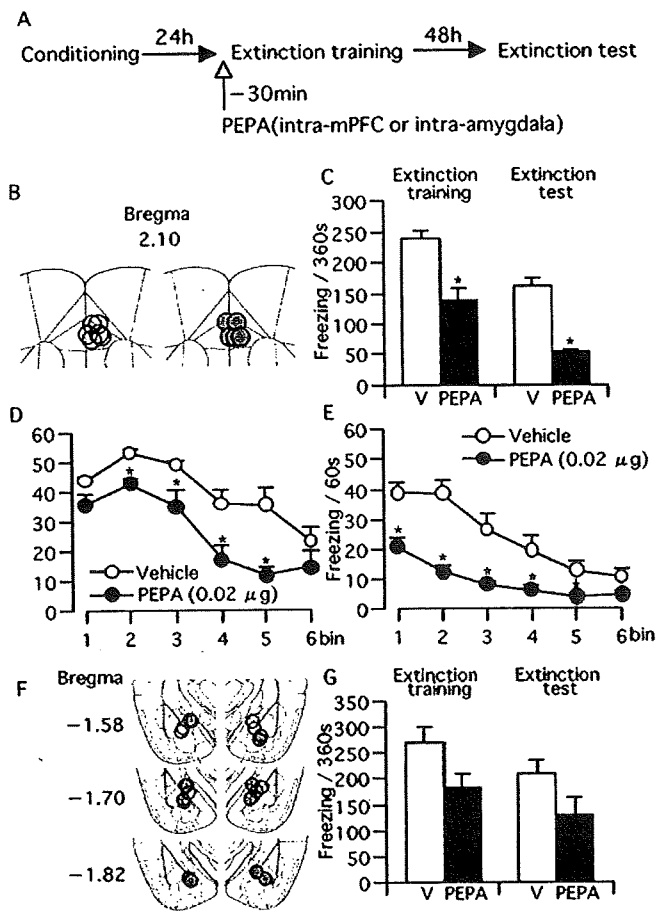 A
Conditioning 24h Extinction training 48h Extinction test
−30min
PEPA(intra-mPFC or intra-amygdala)
B
Bregma
2.10
C
Extinction training
Extinction test
Freezing / 360s
300
250
200
150
100
50
0
*
*
V PEPA V PEPA
D
60
50
40
30
20
10
0
* * * *
Vehicle
PEPA (0.02 μg)
1 2 3 4 5 6 bin
E
Freezing / 60s
60
40
30
20
10
0
Vehicle
PEPA (0.02 μg)
* * * * *
1 2 3 4 5 6 bin
F
Bregma
−1.58
−1.70
−1.82
G
Extinction training
Extinction test
Freezing / 360s
350
300
250
200
150
100
50
0
V PEPA V PEPA